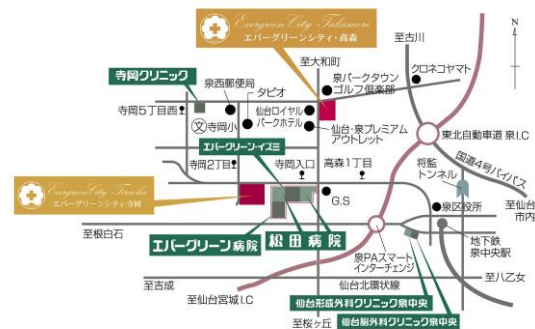 Evergreen City Takamori
エバーグリーンシティ・高森
至大和町
至古川
クロネコヤマト
泉パークタウン
ゴルフ倶楽部
寺岡クリニック
泉西郵便局
タピオ
寺岡5丁目西
文
寺岡小
仙台ロイヤル
パークホテル
仙台・泉プレミアム
アウトレット
東北自動車道 泉I.C
エバーグリーン・イズミ
寺岡2丁目
寺岡入口
高森1丁目
将監
トンネル
国道4号バイパス
至仙台
市内
Evergreen City Teraoka
エバーグリーンシティ・寺岡
G.S
泉区役所
至根白石
エバーグリーン病院
松田病院
地下鉄
泉中央駅
泉PAスマート
インターチェンジ
至八乙女
至吉成
仙台北環状線
仙台形成外科クリニック泉中央
仙台脳外科クリニック泉中央
至仙台宮城I.C
至桜ヶ丘
N